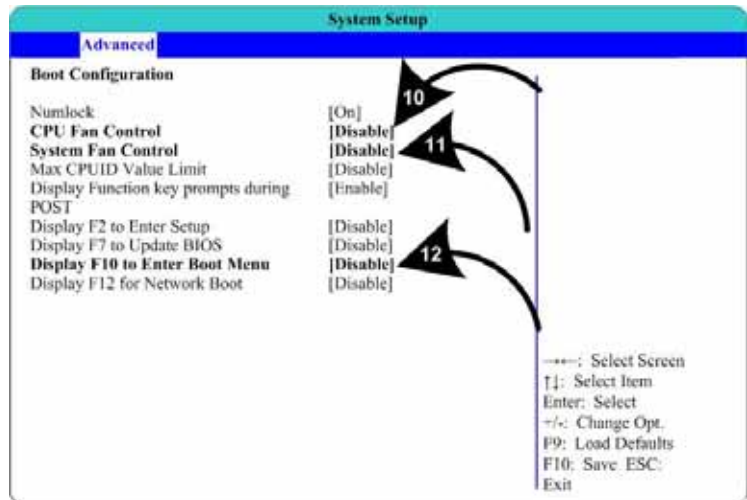 System Setup
Advanced
Boot Configuration
Numlock [On]
CPU Fan Control [Disable]
System Fan Control [Disable]
Max CPUID Value Limit [Disable]
Display Function key prompts during [Enable]
POST
Display F2 to Enter Setup [Disable]
Display F7 to Update BIOS [Disable]
Display F10 to Enter Boot Menu [Disable]
Display F12 for Network Boot [Disable]
10
11
12
→←: Select Screen
↑↓: Select Item
Enter: Select
+/-: Change Opt.
F9: Load Defaults
F10: Save ESC:
Exit